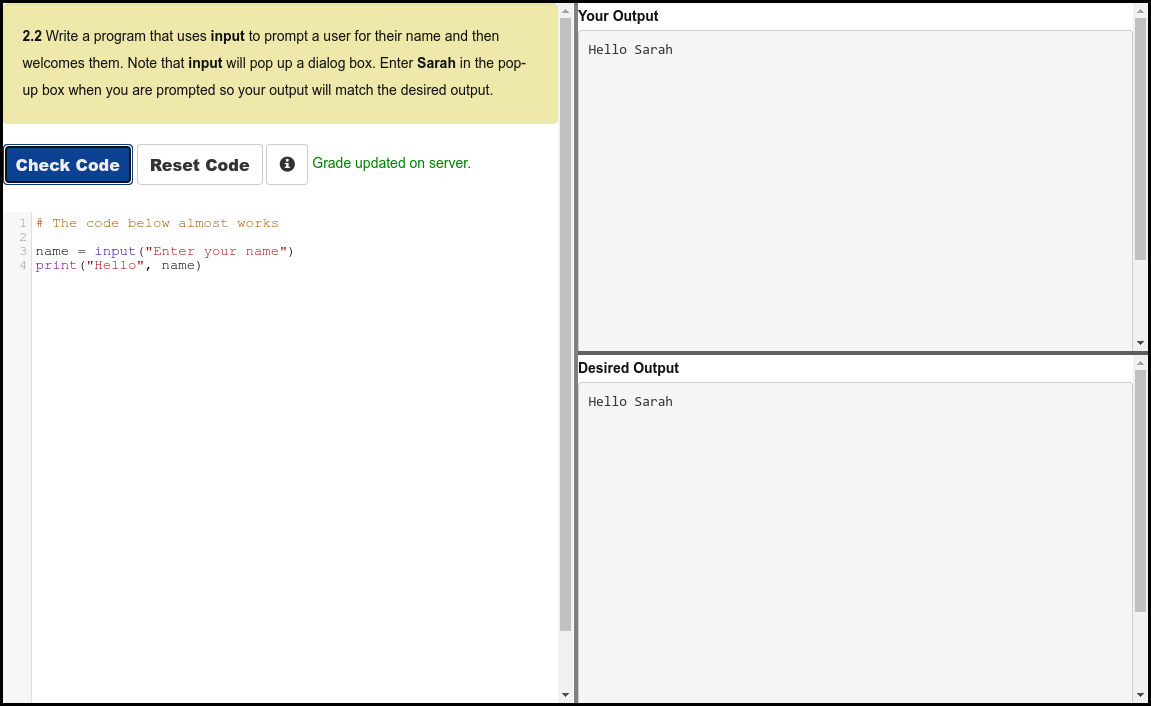 2.2 Write a program that uses input to prompt a user for their name and then
welcomes them. Note that input will pop up a dialog box. Enter Sarah in the pop-
up box when you are prompted so your output will match the desired output.
Check Code
Reset Code
Grade updated on server.
1 # The code below almost works
2
3 name = input("Enter your name")
4 print("Hello", name)
Your Output
Hello Sarah
Desired Output
Hello Sarah